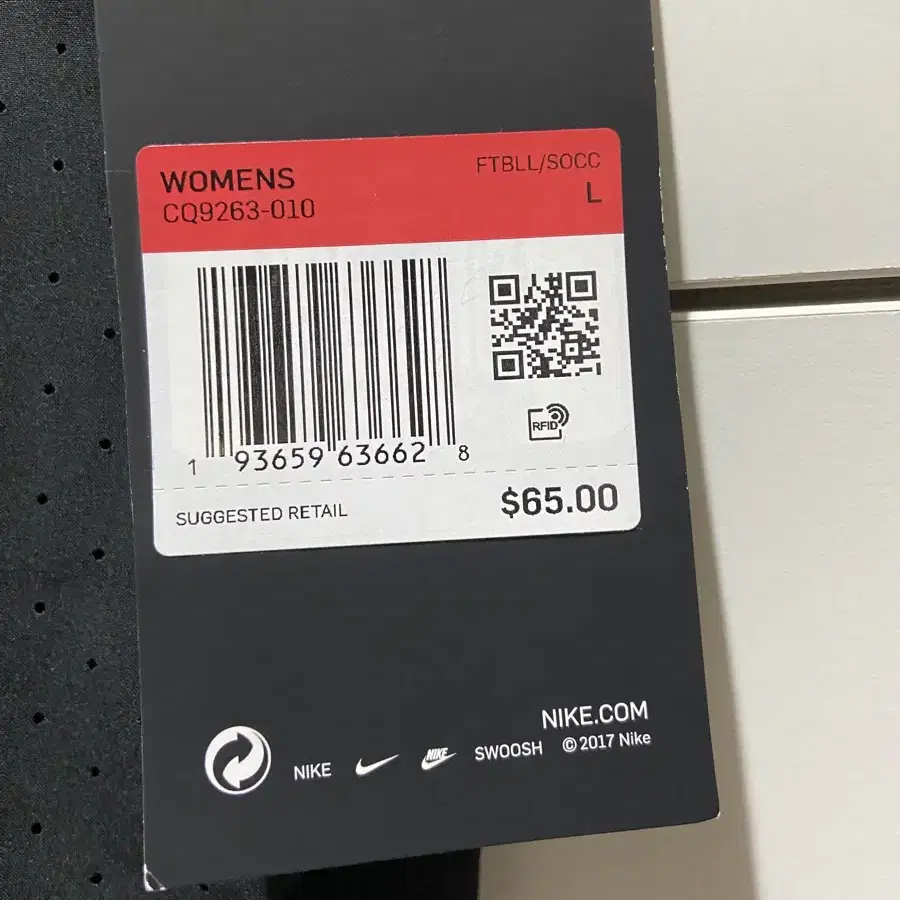 WOMENS
CQ9263-010
FTBLL/SOCC
L
1 93659 63662 8
RFID
SUGGESTED RETAIL
$65.00
NIKE.COM
NIKE NIKE SWOOSH © 2017 Nike